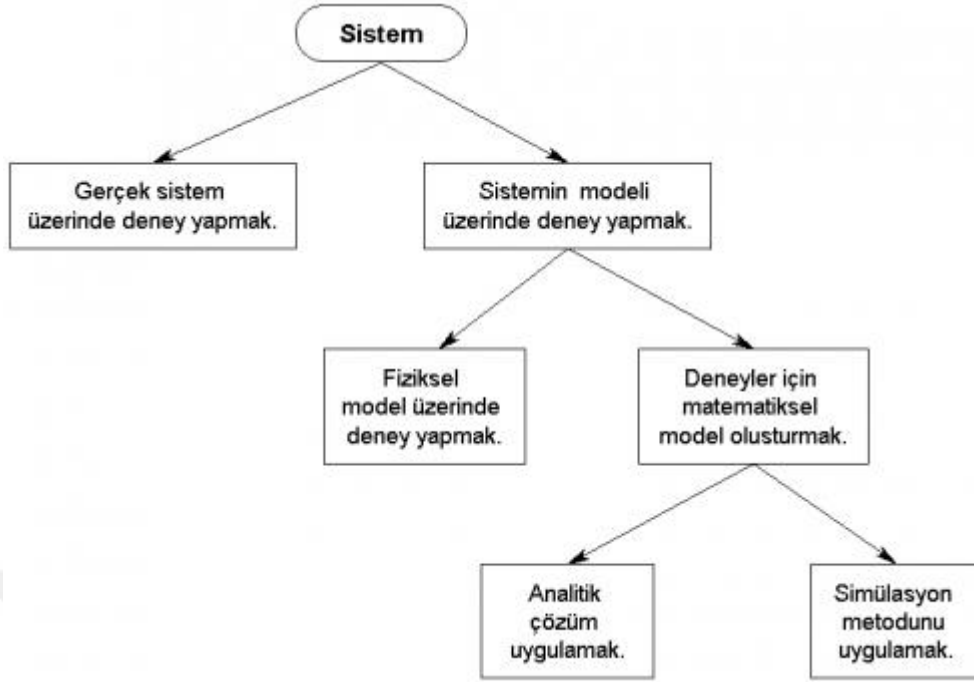 Sistem
Gerçek sistem
üzerinde deney yapmak.
Sistemin modeli
üzerinde deney yapmak.
Fiziksel
model üzerinde
deney yapmak.
Deneyler için
matematiksel
model olusturmak.
Analitik
çözüm
uygulamak.
Simülasyon
metodunu
uygulamak.